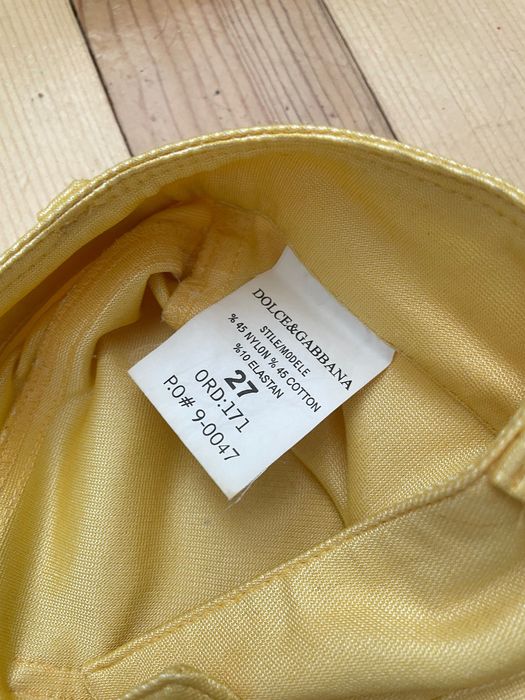 DOLCE&GABBANA
STILE/MODELE
% 45 NYLON % 45 COTTON
%10 ELASTAN
27
ORD:171
P.O# 9-0047